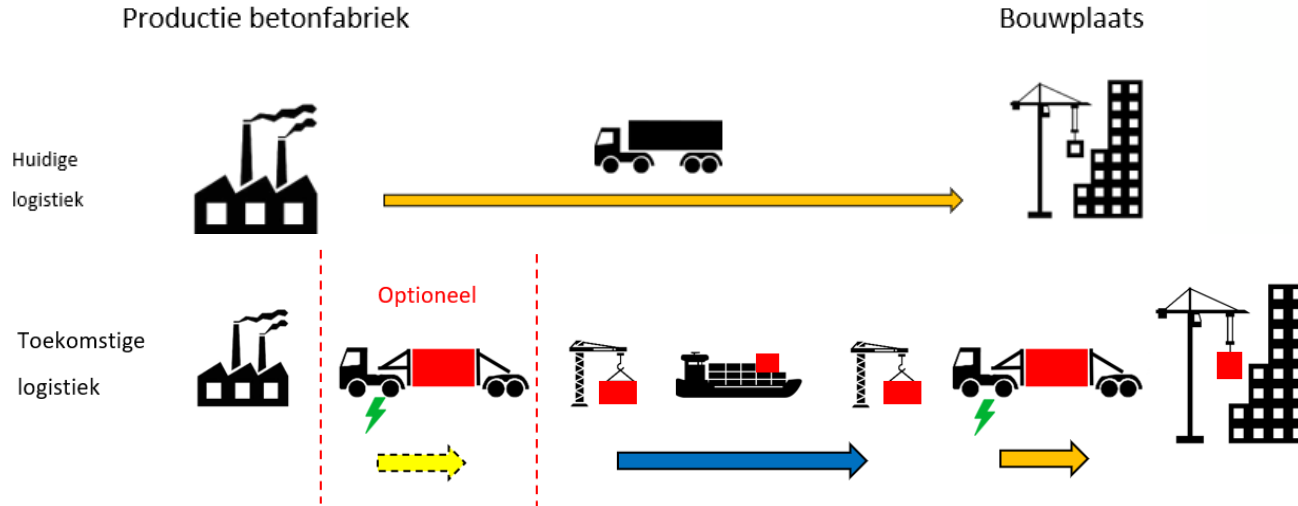 Productie betonfabriek
Bouwplaats
Huidige
logistiek
Optioneel
Toekomstige
logistiek